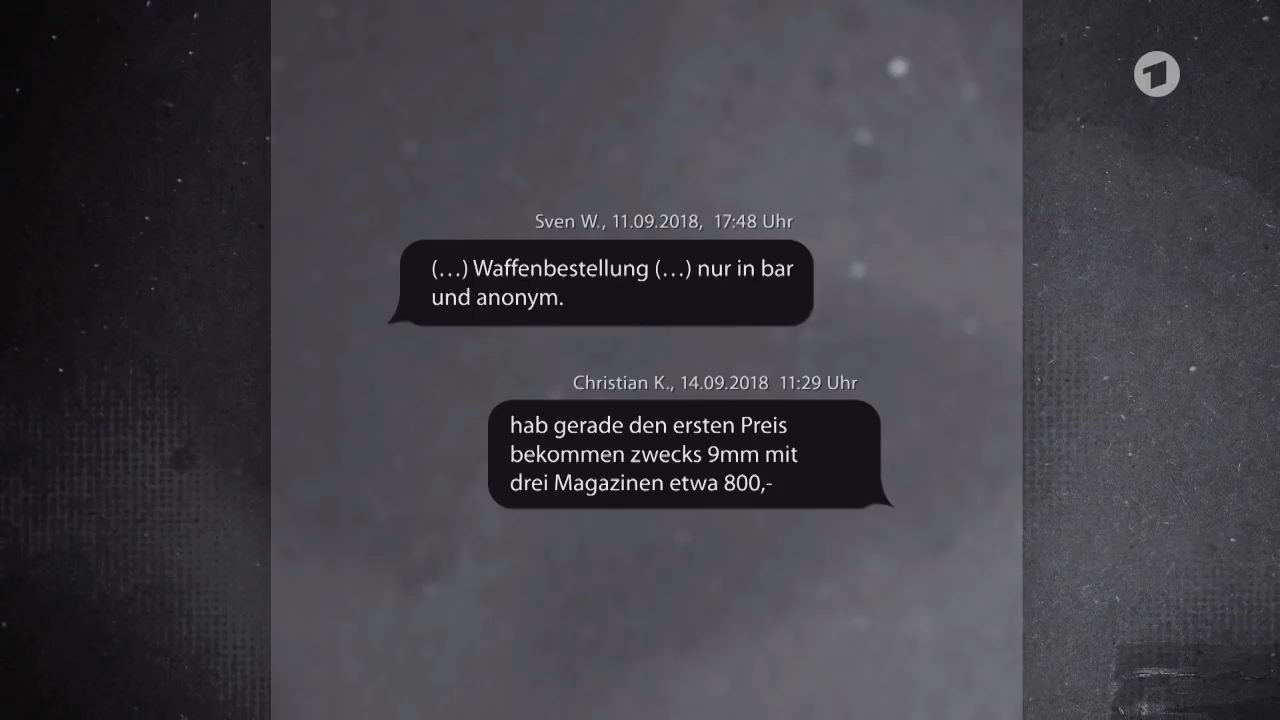 Sven W., 11.09.2018, 17:48 Uhr
(…) Waffenbestellung (…) nur in bar
und anonym.
Christian K., 14.09.2018 11:29 Uhr
hab gerade den ersten Preis
bekommen zwecks 9mm mit
drei Magazinen etwa 800,-